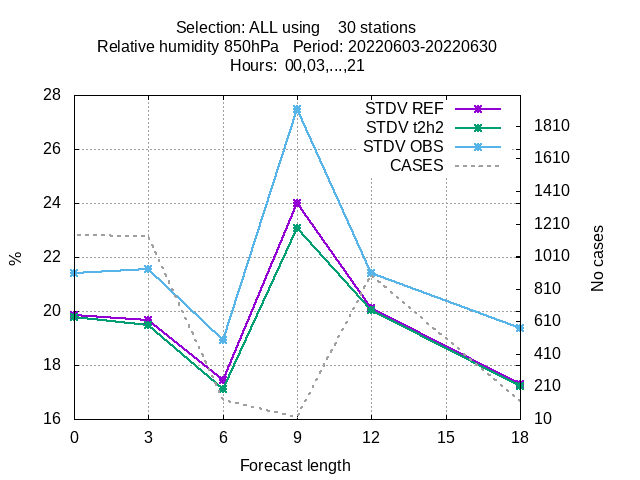 Selection: ALL using    30 stations
Relative humidity 850hPa   Period: 20220603-20220630
Hours:  00,03,...,21
STDV REF
STDV t2h2
STDV OBS
CASES
28
26
24
22
20
18
16
%
1810
1610
1410
1210
1010
810
610
410
210
10
No cases
0 3 6 9 12 15 18
Forecast length